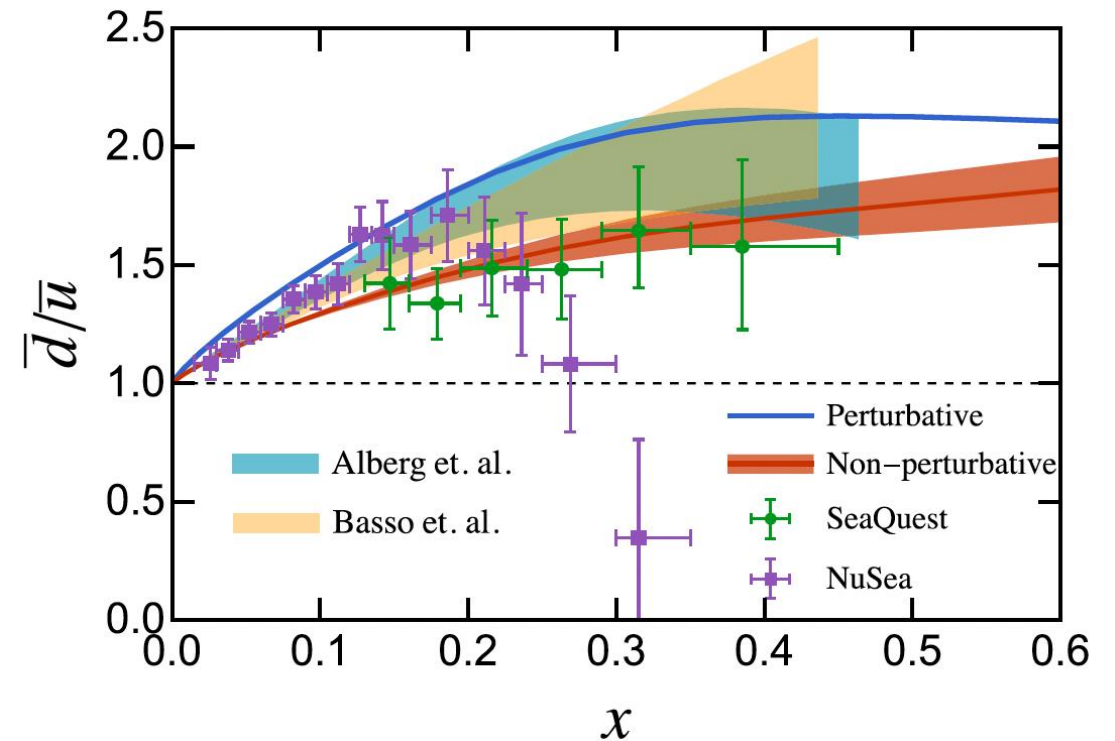 2.5
2.0
1.5
1.0
0.5
0.0
d̅/u̅
Perturbative
Alberg et. al.
Non−perturbative
Basso et. al.
SeaQuest
NuSea
0.0 0.1 0.2 0.3 0.4 0.5 0.6
x